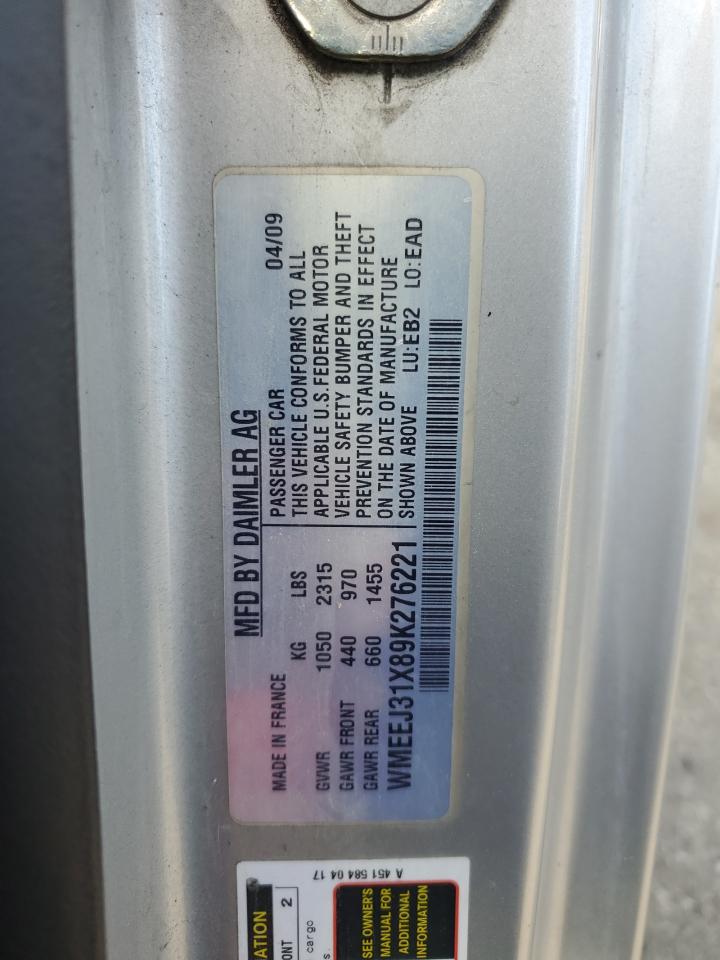 MFD BY DAIMLER AG
MADE IN FRANCE
KG LBS
GVWR 1050 2315
GAWR FRONT 440 970
GAWR REAR 660 1455
PASSENGER CAR 04/09
THIS VEHICLE CONFORMS TO ALL
APPLICABLE U.S.FEDERAL MOTOR
VEHICLE SAFETY BUMPER AND THEFT
PREVENTION STANDARDS IN EFFECT
ON THE DATE OF MANUFACTURE
SHOWN ABOVE LU:EB2 LO:EAD
WMEEJ31X89K276221
A 451 584 04 17
2
cargo
SEE OWNER'S
MANUAL FOR
ADDITIONAL
INFORMATION